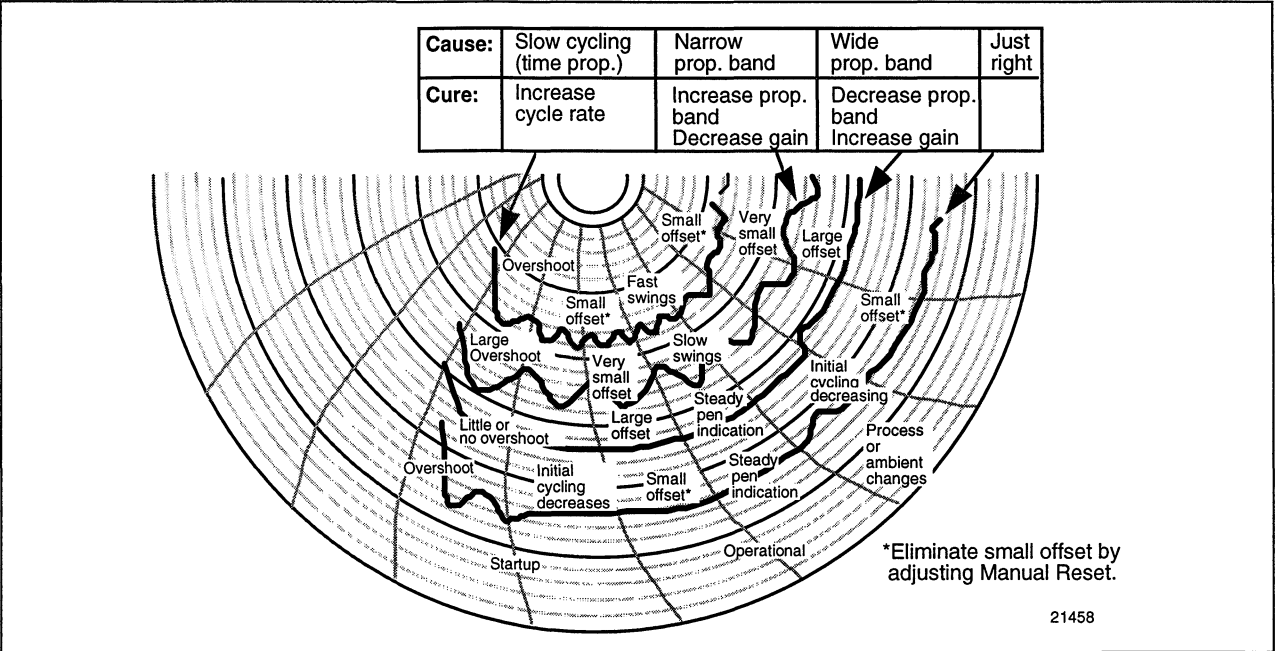 Cause: Slow cycling (time prop.) Narrow prop. band Wide prop. band Just right
Cure: Increase cycle rate Increase prop. band Decrease gain Decrease prop. band Increase gain
Small
offset*
Very
small
offset
Large
offset
Overshoot
Small
offset*
Fast
swings
Small
offset*
Large
Overshoot
Very
small
offset
Slow
swings
Initial
cycling
decreasing
Little or
no overshoot
Large
offset
Steady
pen
indication
Process
or
ambient
changes
Overshoot
Initial
cycling
decreases
Small
offset*
Steady
pen
indication
Startup
Operational
*Eliminate small offset by
adjusting Manual Reset.
21458